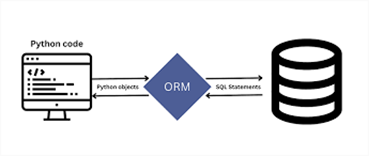 Python code
</>
Python objects
ORM
SQL Statements